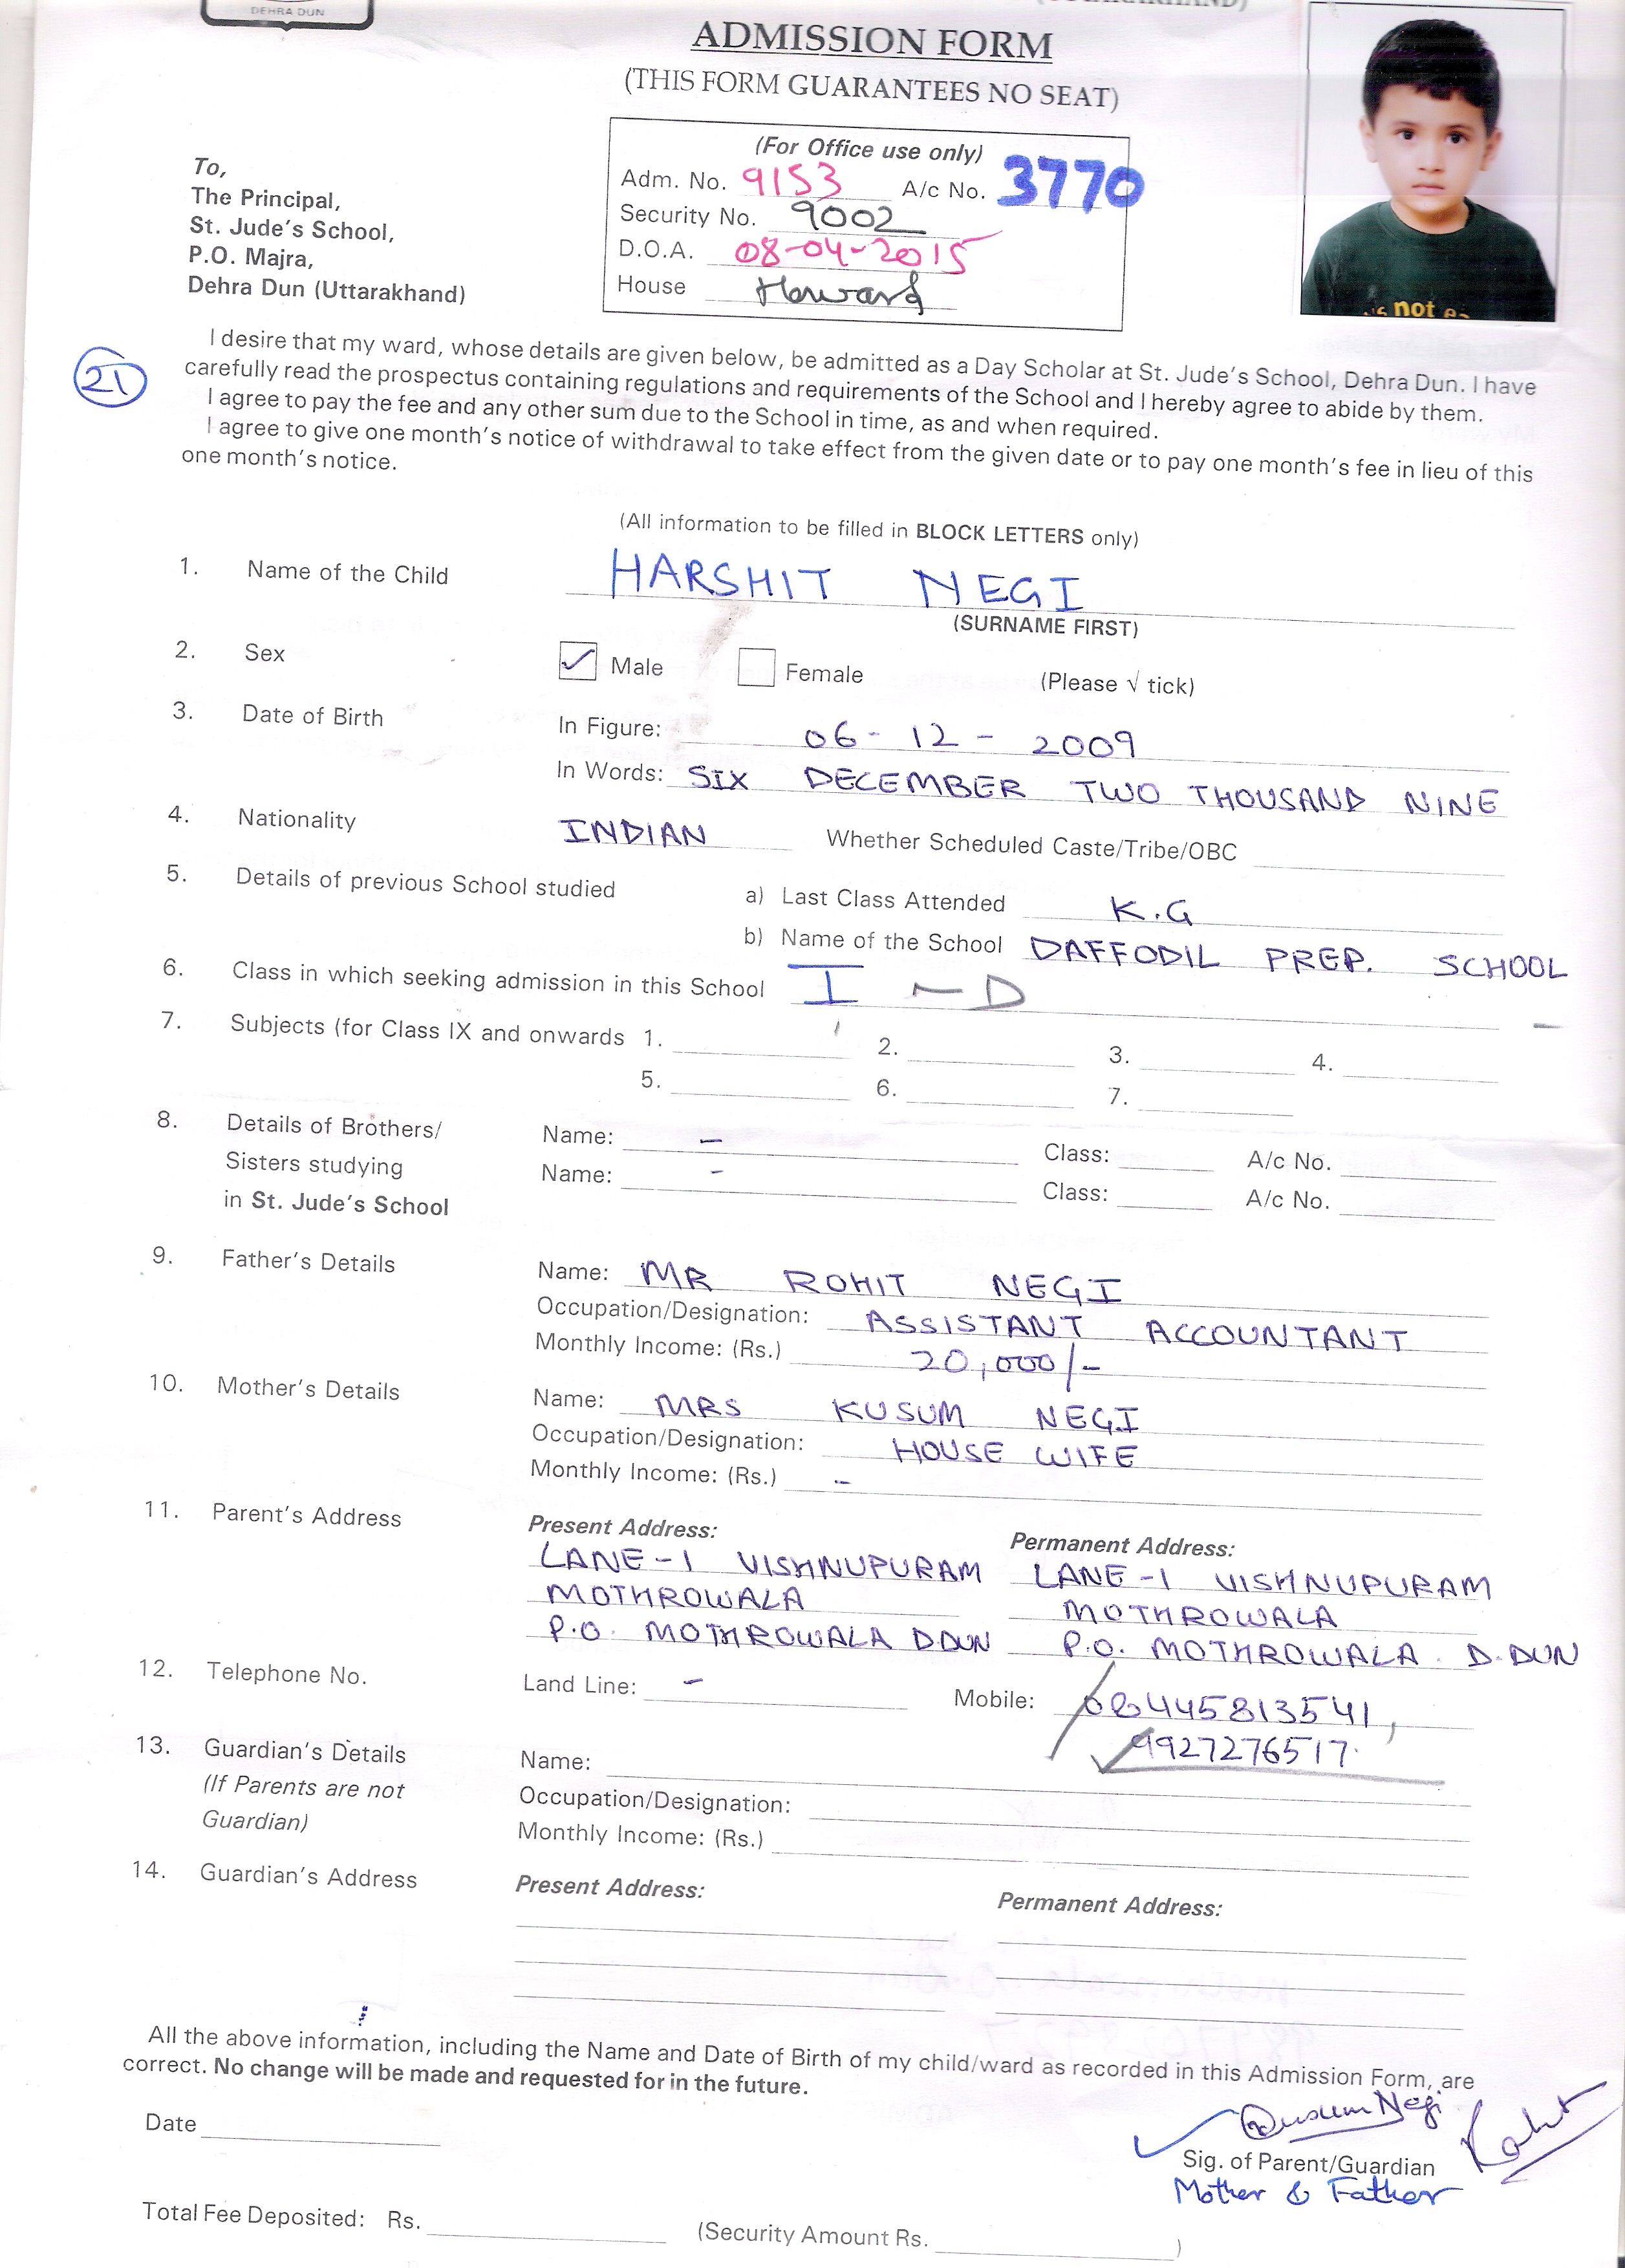 DEHRA DUN
ADMISSION FORM
(THIS FORM GUARANTEES NO SEAT)
To,
The Principal,
St. Jude's School,
P.O. Majra,
Dehra Dun (Uttarakhand)
(For Office use only)
Adm. No. 9153 A/c No. 3770
Security No. 9002
D.O.A. 08-04-2015
House Howard
not
21
I desire that my ward, whose details are given below, be admitted as a Day Scholar at St. Jude's School, Dehra Dun. I have
carefully read the prospectus containing regulations and requirements of the School and I hereby agree to abide by them.
I agree to pay the fee and any other sum due to the School in time, as and when required.
I agree to give one month's notice of withdrawal to take effect from the given date or to pay one month's fee in lieu of this
one month's notice.
(All information to be filled in BLOCK LETTERS only)
1. Name of the Child HARSHIT NEGI
(SURNAME FIRST)
2. Sex Male Female (Please √ tick)
3. Date of Birth In Figure: 06-12-2009
In Words: SIX DECEMBER TWO THOUSAND NINE
4. Nationality INDIAN Whether Scheduled Caste/Tribe/OBC
5. Details of previous School studied a) Last Class Attended K.G
b) Name of the School DAFFODIL PREP. SCHOOL
6. Class in which seeking admission in this School I - D
7. Subjects (for Class IX and onwards 1. 2. 3. 4.
5. 6. 7.
8. Details of Brothers/ Name: - Class: A/c No.
Sisters studying Name: - Class: A/c No.
in St. Jude's School
9. Father's Details Name: MR ROHIT NEGI
Occupation/Designation: ASSISTANT ACCOUNTANT
Monthly Income: (Rs.) 20,000/-
10. Mother's Details Name: MRS KUSUM NEGI
Occupation/Designation: HOUSE WIFE
Monthly Income: (Rs.) -
11. Parent's Address Present Address: Permanent Address:
LANE-1 VISHNUPURAM LANE-1 VISHNUPURAM
MOTHROWALA MOTHROWALA
P.O. MOTHROWALA D.DUN P.O. MOTHROWALA D.DUN
12. Telephone No. Land Line: - Mobile: 08445813541,
9927276517
13. Guardian's Details Name:
(If Parents are not Occupation/Designation:
Guardian) Monthly Income: (Rs.)
14. Guardian's Address Present Address: Permanent Address:
All the above information, including the Name and Date of Birth of my child/ward as recorded in this Admission Form, are
correct. No change will be made and requested for in the future.
Kusum Negi Rohit
Date
Sig. of Parent/Guardian
Mother & Father
Total Fee Deposited: Rs. (Security Amount Rs. )